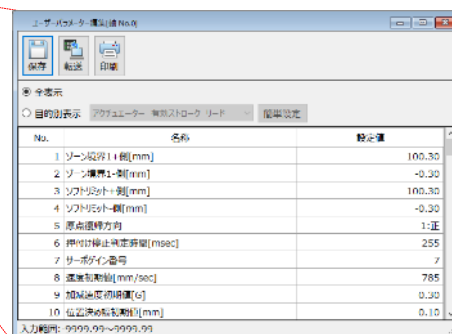 ユーザーパラメーター編集[軸 No.0]
保存 転送 印刷
全表示
目的別表示 アクチュエーター 有効ストローク リード 簡単設定
No. 名称 設定値
1 ゾーン境界1+側[mm] 100.30
2 ゾーン境界1-側[mm] -0.30
3 ソフトリミット+側[mm] 100.30
4 ソフトリミット-側[mm] -0.30
5 原点復帰方向 1:正
6 押付け停止判定時間[msec] 255
7 サーボゲイン番号 7
8 速度初期値[mm/sec] 785
9 加減速度初期値[G] 0.30
10 位置決め幅初期値[mm] 0.10
入力範囲: -9999.99~9999.99